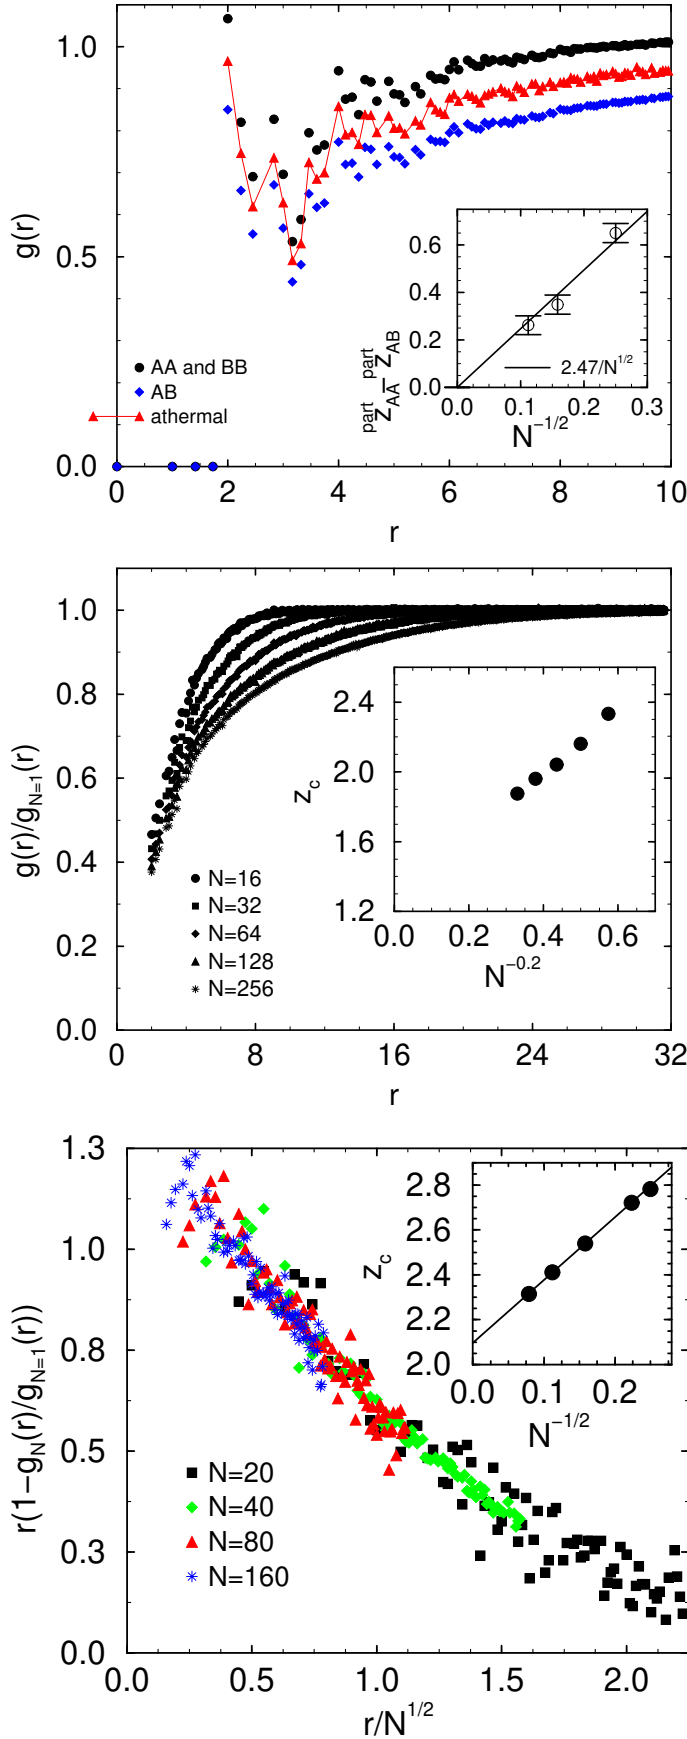 1.0
0.5
0.0
g(r)
AA and BB
AB
athermal
0
2
4
6
8
10
r
0.6
0.4
0.2
0.0
z_AA^part − z_AB^part
2.47/N^1/2
0.0
0.1
0.2
0.3
N^−1/2
1.0
0.8
0.6
0.4
0.2
0.0
g(r)/g_N=1(r)
N=16
N=32
N=64
N=128
N=256
0
8
16
24
32
r
2.4
2.0
1.6
1.2
z_c
0.0
0.2
0.4
0.6
N^−0.2
1.3
1.0
0.8
0.5
0.3
0.0
r(1−g_N(r)/g_N=1(r))
N=20
N=40
N=80
N=160
0.0
0.5
1.0
1.5
2.0
r/N^1/2
2.8
2.6
2.4
2.2
2.0
z_c
0.0
0.1
0.2
N^−1/2